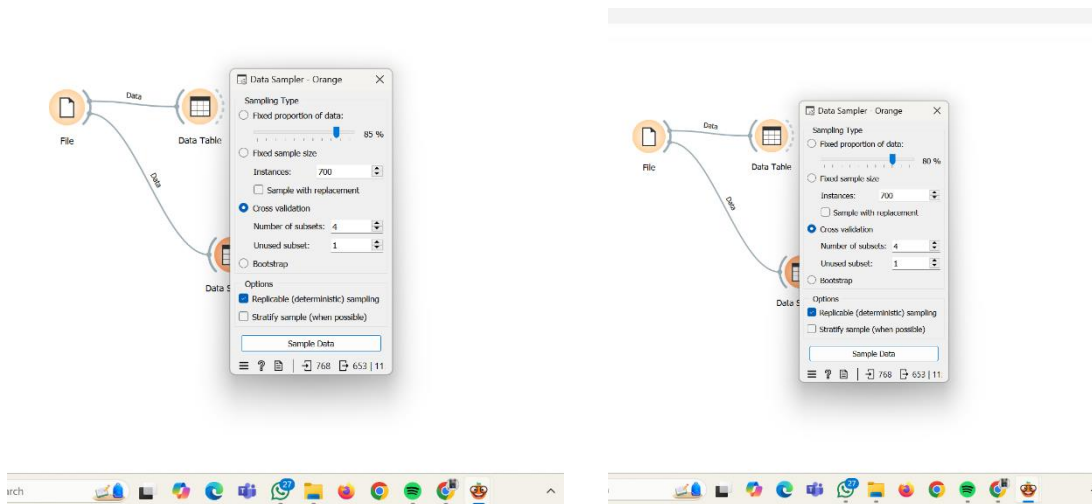 Data
File
Data Table
Data
Data S
Data Sampler - Orange
Sampling Type
Fixed proportion of data:
85 %
Fixed sample size
Instances: 700
Sample with replacement
Cross validation
Number of subsets: 4
Unused subset: 1
Bootstrap
Options
Replicable (deterministic) sampling
Stratify sample (when possible)
Sample Data
768 653 | 11
arch
27
Data
File
Data Table
Data
Data S
Data Sampler Orange
Sampling Type
Fixed proportion of data:
80 %
Fixed sample size
Instances: 700
Sample with replacement
Cross validation
Number of subsets: 4
Unused subset: 1
Bootstrap
Options
Replicable (deterministic) sampling
Stratify sample (when possible)
Sample Data
768 653 | 11
27